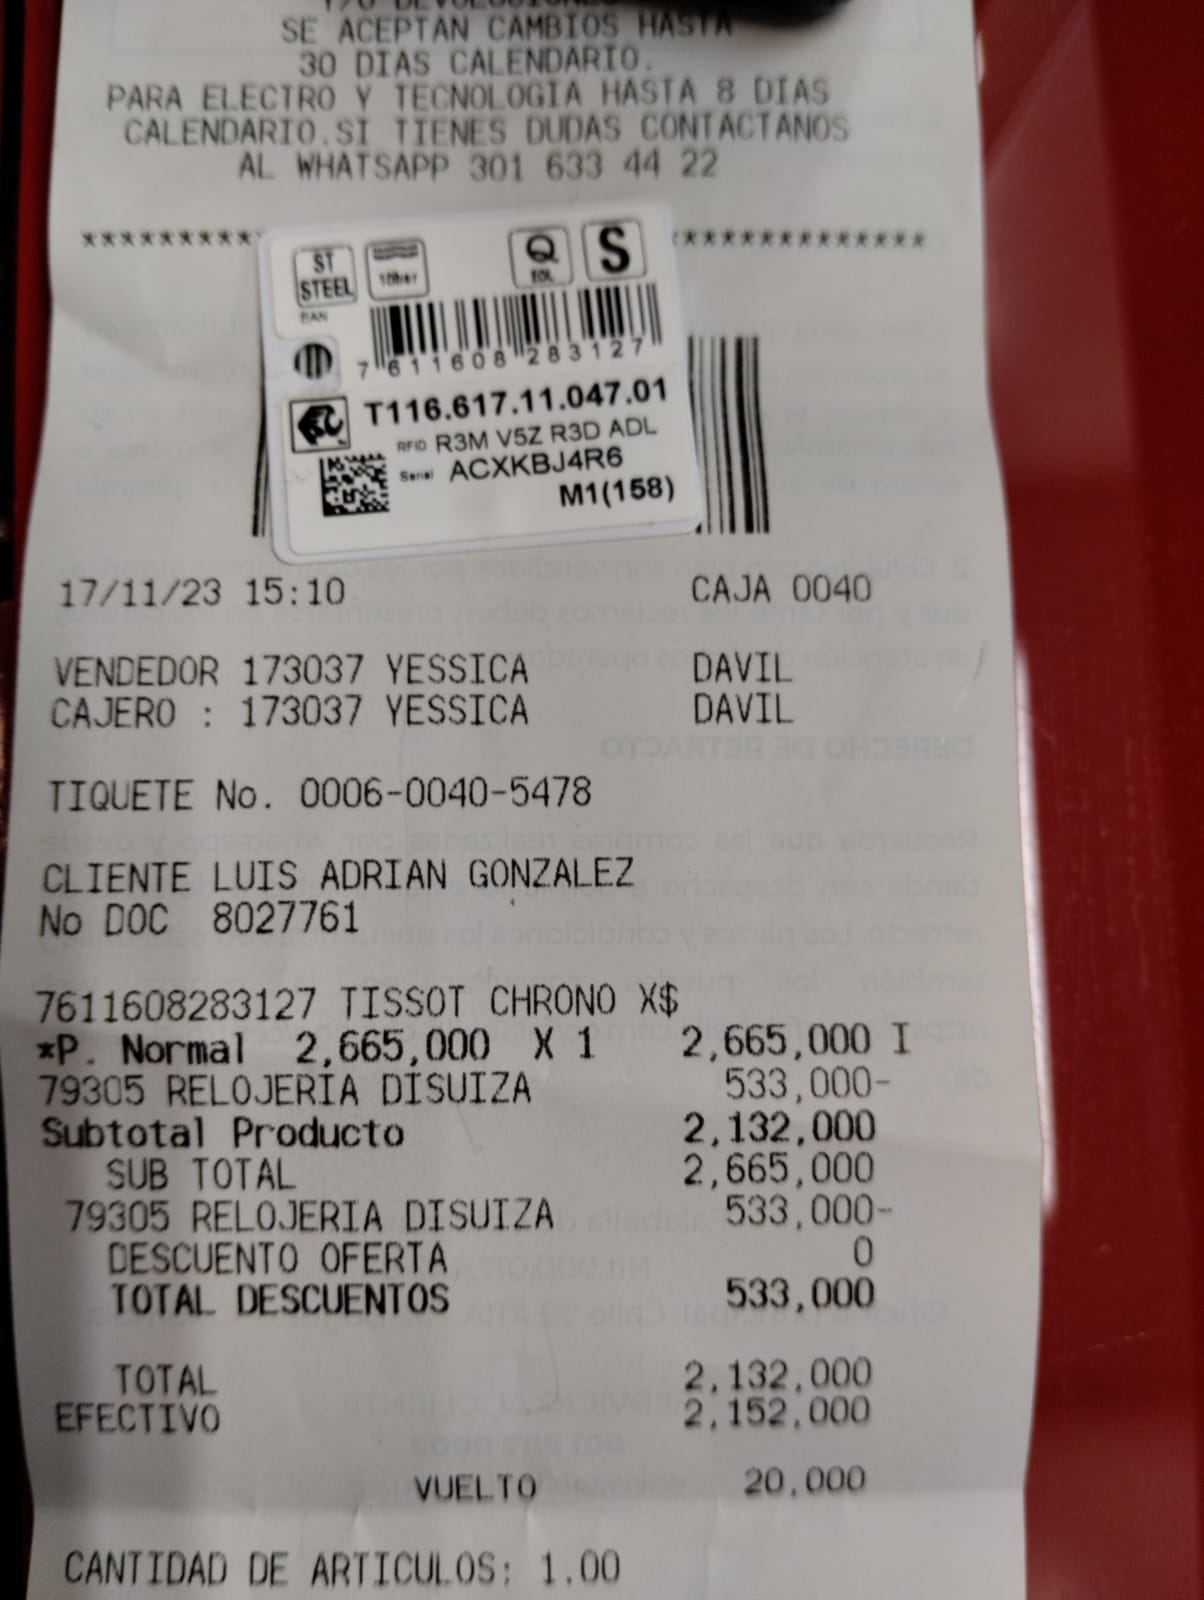 Y/O DEVOLUCIONES
SE ACEPTAN CAMBIOS HASTA
30 DIAS CALENDARIO.
PARA ELECTRO Y TECNOLOGIA HASTA 8 DIAS
CALENDARIO.SI TIENES DUDAS CONTACTANOS
AL WHATSAPP 301 633 44 22
************************
ST STEEL
10bar
Q EOL
S
EAN
7 611608 283127
T116.617.11.047.01
RFID R3M V5Z R3D ADL
Serial ACXKBJ4R6
M1(158)
17/11/23 15:10 CAJA 0040
VENDEDOR 173037 YESSICA DAVIL
CAJERO : 173037 YESSICA DAVIL
TIQUETE No. 0006-0040-5478
CLIENTE LUIS ADRIAN GONZALEZ
No DOC 8027761
7611608283127 TISSOT CHRONO X$
*P. Normal 2,665,000 X 1 2,665,000 I
79305 RELOJERIA DISUIZA 533,000-
Subtotal Producto 2,132,000
SUB TOTAL 2,665,000
79305 RELOJERIA DISUIZA 533,000-
DESCUENTO OFERTA 0
TOTAL DESCUENTOS 533,000
TOTAL 2,132,000
EFECTIVO 2,152,000
VUELTO 20,000
CANTIDAD DE ARTICULOS: 1.00